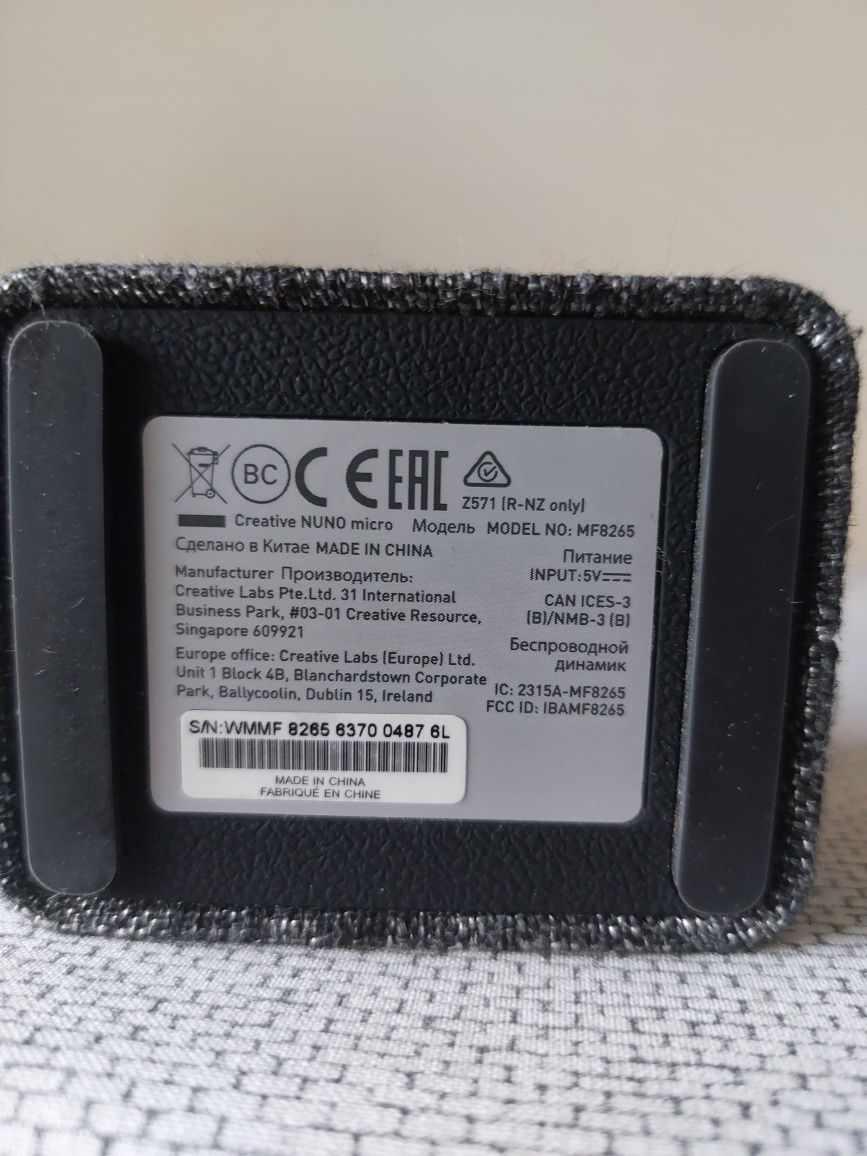 BC CE EAC
Z571 (R-NZ only)
Creative NUNO micro Модель MODEL NO: MF8265
Сделано в Китае MADE IN CHINA
Питание
INPUT:5V
Manufacturer Производитель:
Creative Labs Pte.Ltd. 31 International
Business Park, #03-01 Creative Resource,
Singapore 609921
CAN ICES-3
(B)/NMB-3 (B)
Беспроводной
динамик
Europe office: Creative Labs (Europe) Ltd.
Unit 1 Block 4B, Blanchardstown Corporate
Park, Ballycoolin, Dublin 15, Ireland
IC: 2315A-MF8265
FCC ID: IBAMF8265
S/N:WMMF 8265 6370 0487 6L
MADE IN CHINA
FABRIQUÉ EN CHINE